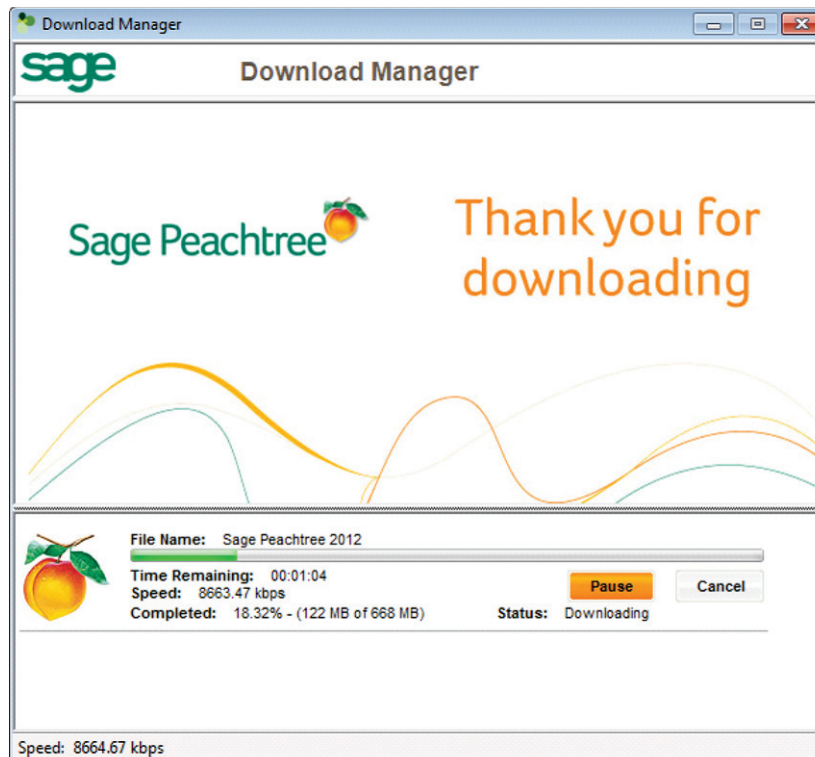 Download Manager
sage
Download Manager
Sage Peachtree
Thank you for
downloading
File Name: Sage Peachtree 2012
Time Remaining: 00:01:04
Speed: 8663.47 kbps
Pause
Cancel
Completed: 18.32% - (122 MB of 668 MB)
Status: Downloading
Speed: 8664.67 kbps